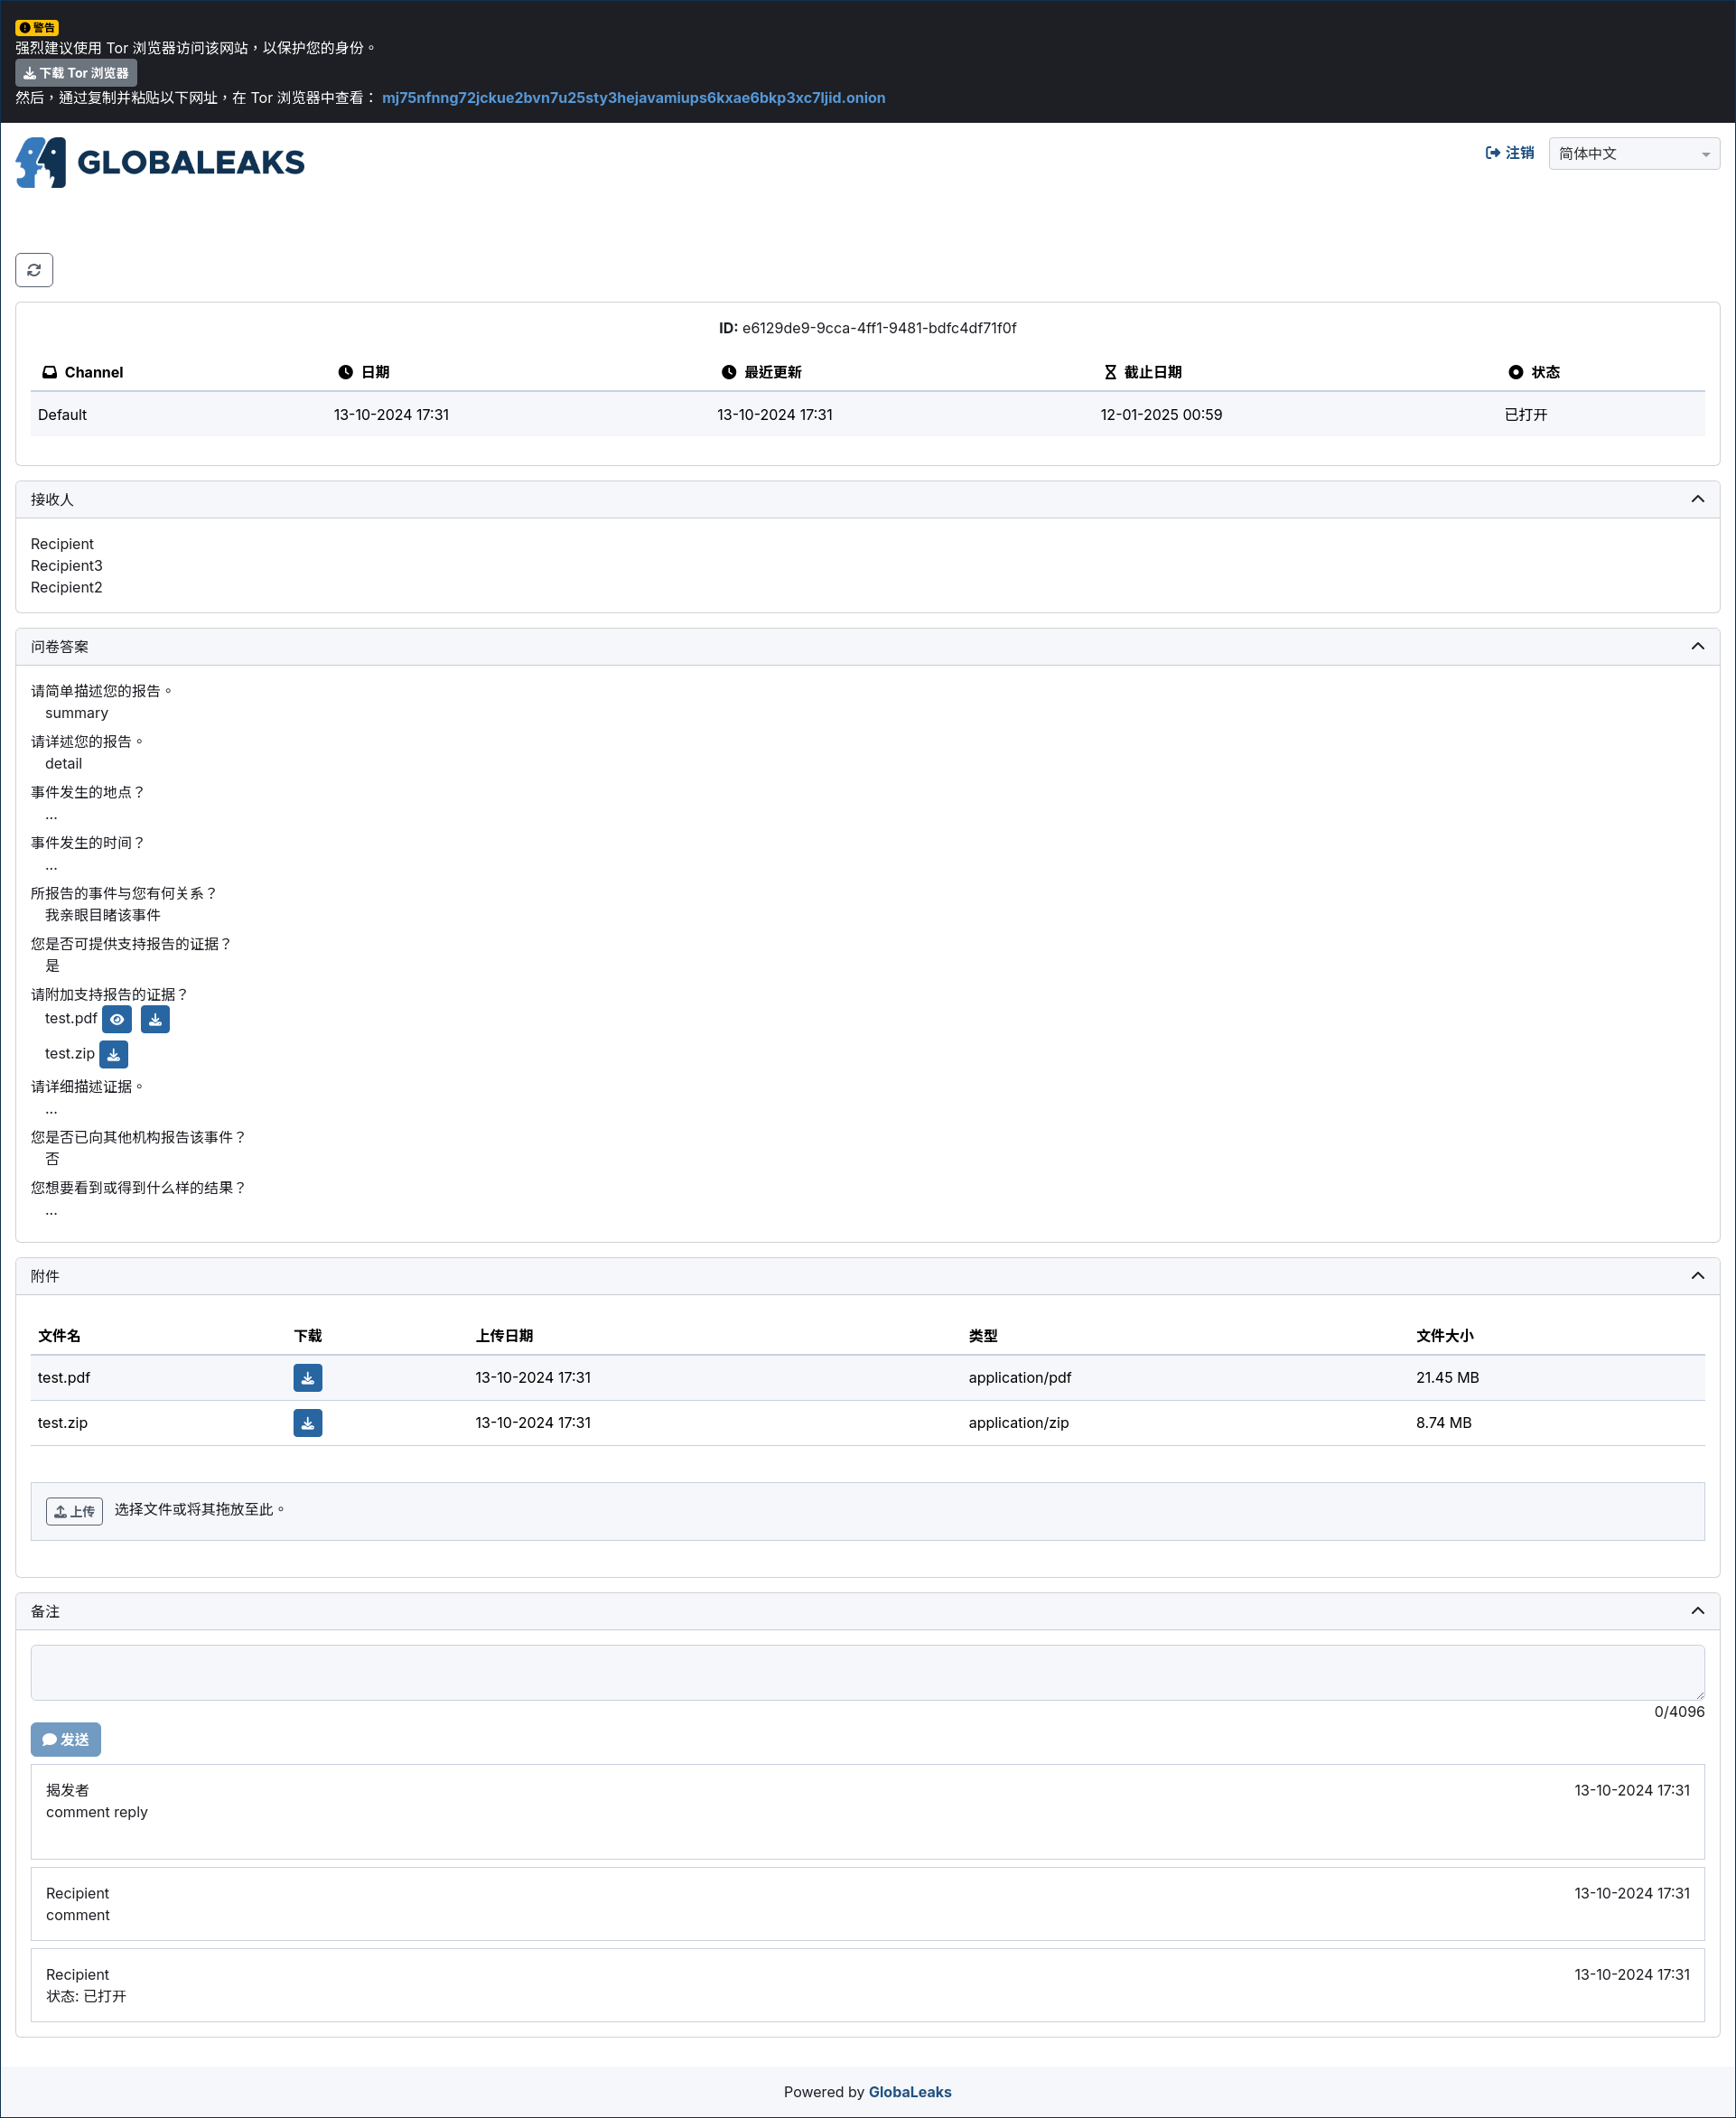 警告
强烈建议使用 Tor 浏览器访问该网站，以保护您的身份。
下载 Tor 浏览器
然后，通过复制并粘贴以下网址，在 Tor 浏览器中查看： mj75nfnng72jckue2bvn7u25sty3hejavamiups6kxae6bkp3xc7ljid.onion
GLOBALEAKS
注销 简体中文
ID: e6129de9-9cca-4ff1-9481-bdfc4df71f0f
Channel 日期 最近更新 截止日期 状态
Default 13-10-2024 17:31 13-10-2024 17:31 12-01-2025 00:59 已打开
接收人
Recipient
Recipient3
Recipient2
问卷答案
请简单描述您的报告。
summary
请详述您的报告。
detail
事件发生的地点？
...
事件发生的时间？
...
所报告的事件与您有何关系？
我亲眼目睹该事件
您是否可提供支持报告的证据？
是
请附加支持报告的证据？
test.pdf
test.zip
请详细描述证据。
...
您是否已向其他机构报告该事件？
否
您想要看到或得到什么样的结果？
...
附件
文件名 下载 上传日期 类型 文件大小
test.pdf 13-10-2024 17:31 application/pdf 21.45 MB
test.zip 13-10-2024 17:31 application/zip 8.74 MB
上传 选择文件或将其拖放至此。
备注
0/4096
发送
揭发者 13-10-2024 17:31
comment reply
Recipient 13-10-2024 17:31
comment
Recipient 13-10-2024 17:31
状态: 已打开
Powered by GlobaLeaks